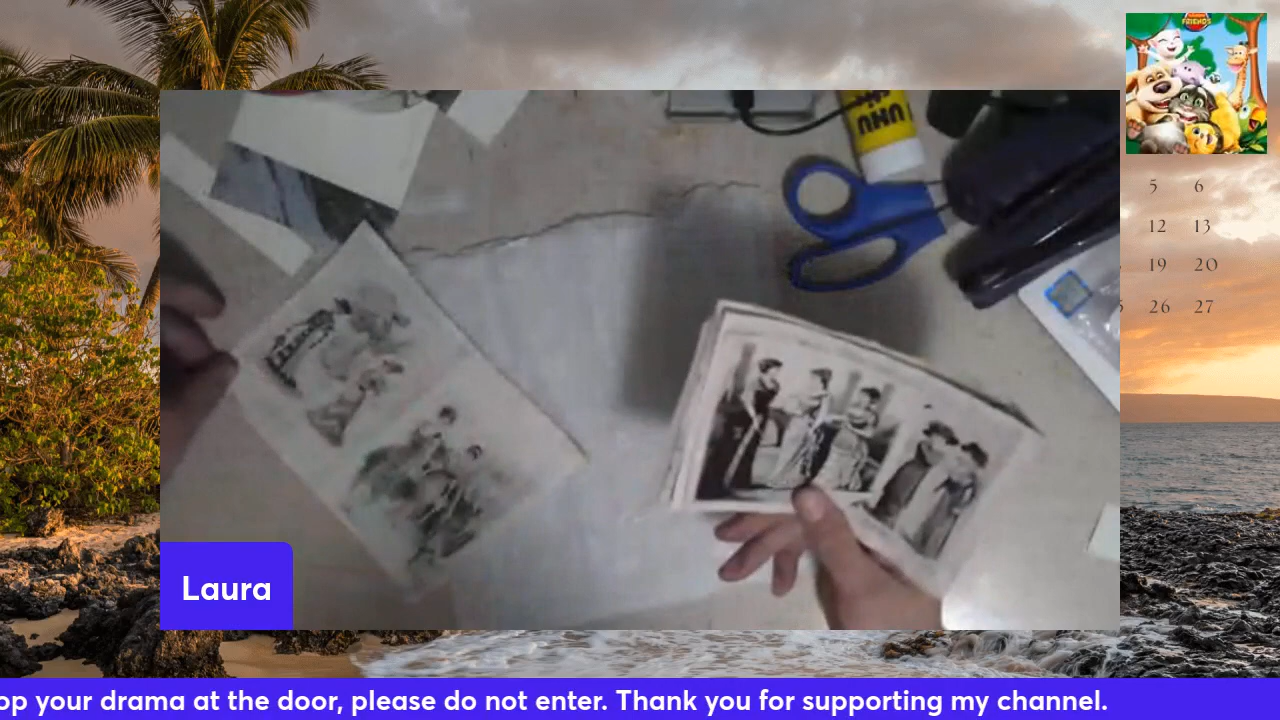 FRIENDS
UHU
5 6
12 13
19 20
26 27
Laura
op your drama at the door, please do not enter. Thank you for supporting my channel.